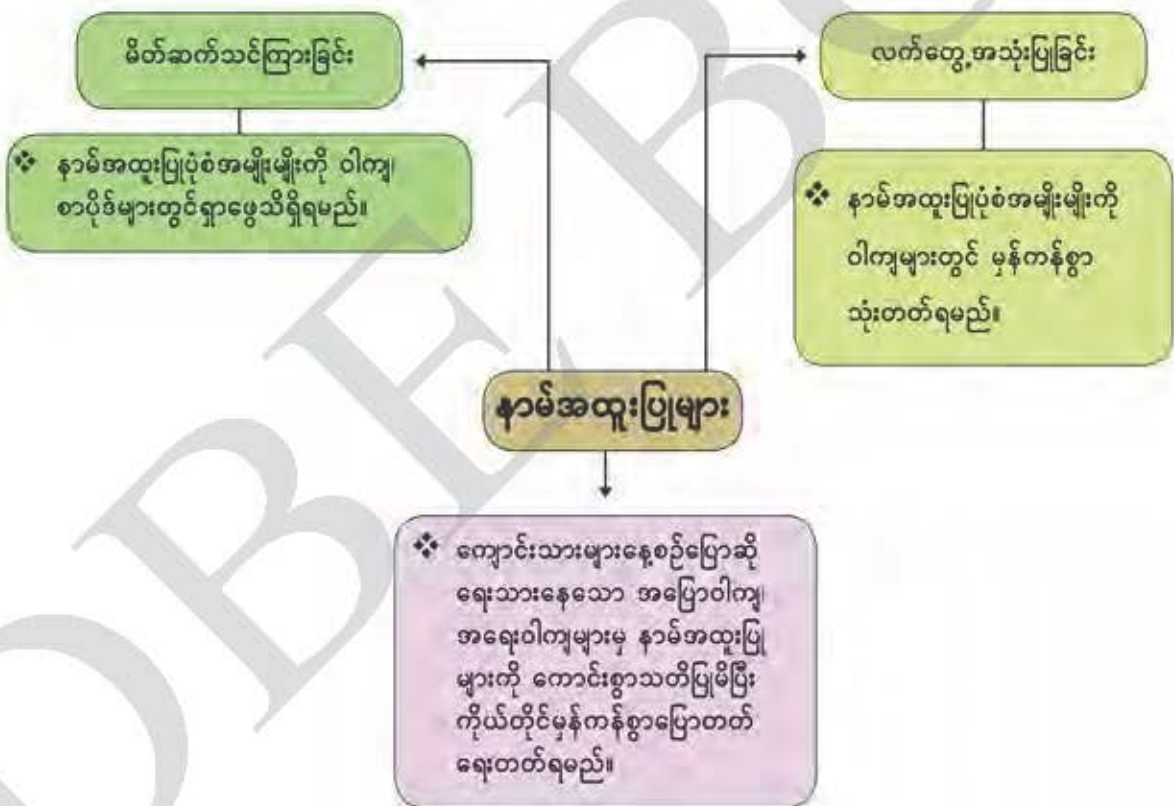 မိတ်ဆက်သင်ကြားခြင်း
နာမ်အထူးပြုပုံစံအမျိုးမျိုးကို ဝါကျ၊
စာပိုဒ်များတွင်ရှာဖွေသိရှိရမည်။
လက်တွေ့အသုံးပြုခြင်း
နာမ်အထူးပြုပုံစံအမျိုးမျိုးကို
ဝါကျများတွင် မှန်ကန်စွာ
သုံးတတ်ရမည်။
နာမ်အထူးပြုများ
ကျောင်းသားများနေ့စဉ်ပြောဆို
ရေးသားနေသော အပြောဝါကျ၊
အရေးဝါကျများမှ နာမ်အထူးပြု
များကို ကောင်းစွာသတိပြုမိပြီး
ကိုယ်တိုင်မှန်ကန်စွာပြောတတ်
ရေးတတ်ရမည်။